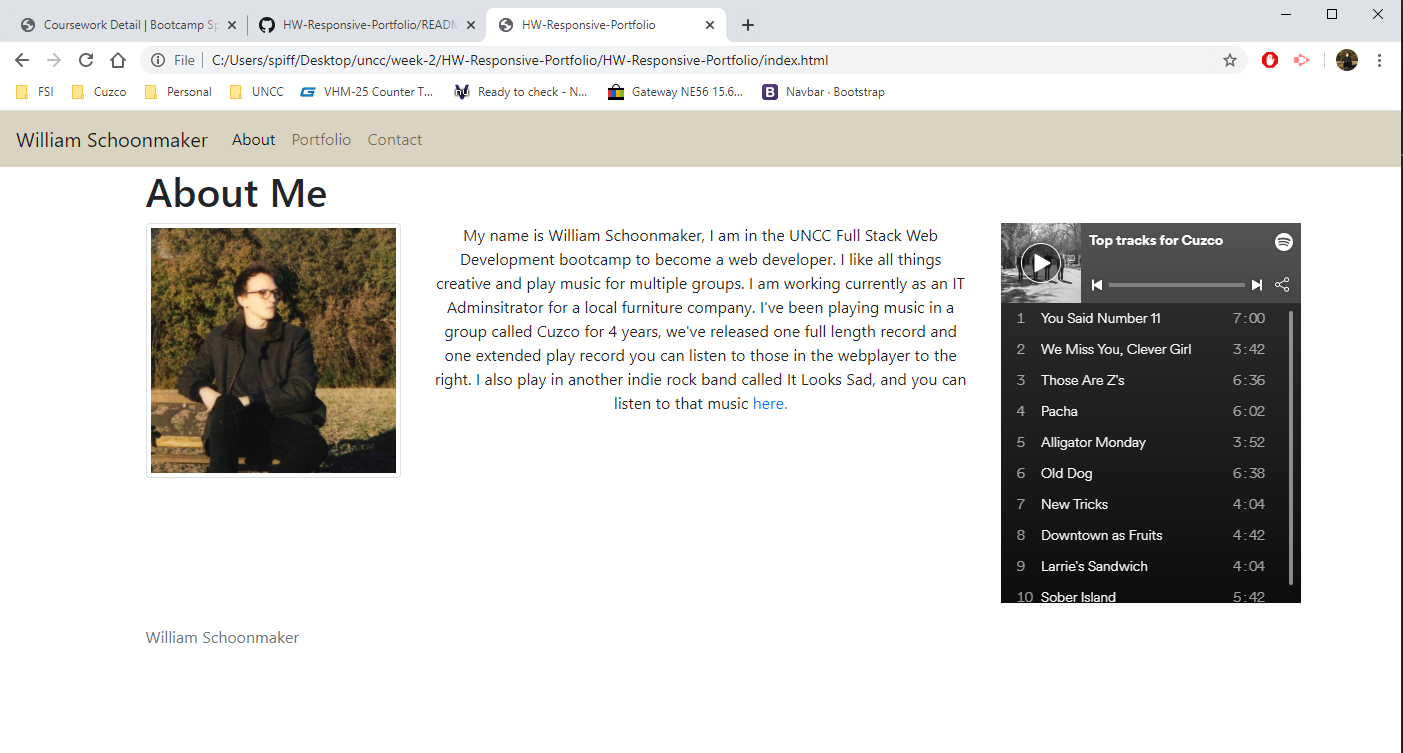 Coursework Detail | Bootcamp Sp
HW-Responsive-Portfolio/READM
HW-Responsive-Portfolio
File
C:/Users/spiff/Desktop/uncc/week-2/HW-Responsive-Portfolio/HW-Responsive-Portfolio/index.html
FSI
Cuzco
Personal
UNCC
VHM-25 Counter T...
Ready to check - N...
Gateway NE56 15.6...
B
Navbar · Bootstrap
William Schoonmaker
About
Portfolio
Contact
About Me
My name is William Schoonmaker, I am in the UNCC Full Stack Web
Development bootcamp to become a web developer. I like all things
creative and play music for multiple groups. I am working currently as an IT
Adminsitrator for a local furniture company. I've been playing music in a
group called Cuzco for 4 years, we've released one full length record and
one extended play record you can listen to those in the webplayer to the
right. I also play in another indie rock band called It Looks Sad, and you can
listen to that music here.
Top tracks for Cuzco
1 You Said Number 11 7:00
2 We Miss You, Clever Girl 3:42
3 Those Are Z's 6:36
4 Pacha 6:02
5 Alligator Monday 3:52
6 Old Dog 6:38
7 New Tricks 4:04
8 Downtown as Fruits 4:42
9 Larrie's Sandwich 4:04
10 Sober Island 5:42
William Schoonmaker